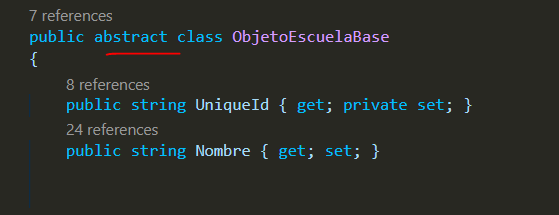 7 references
public abstract class ObjetoEscuelaBase
{
8 references
public string UniqueId { get; private set; }
24 references
public string Nombre { get; set; }